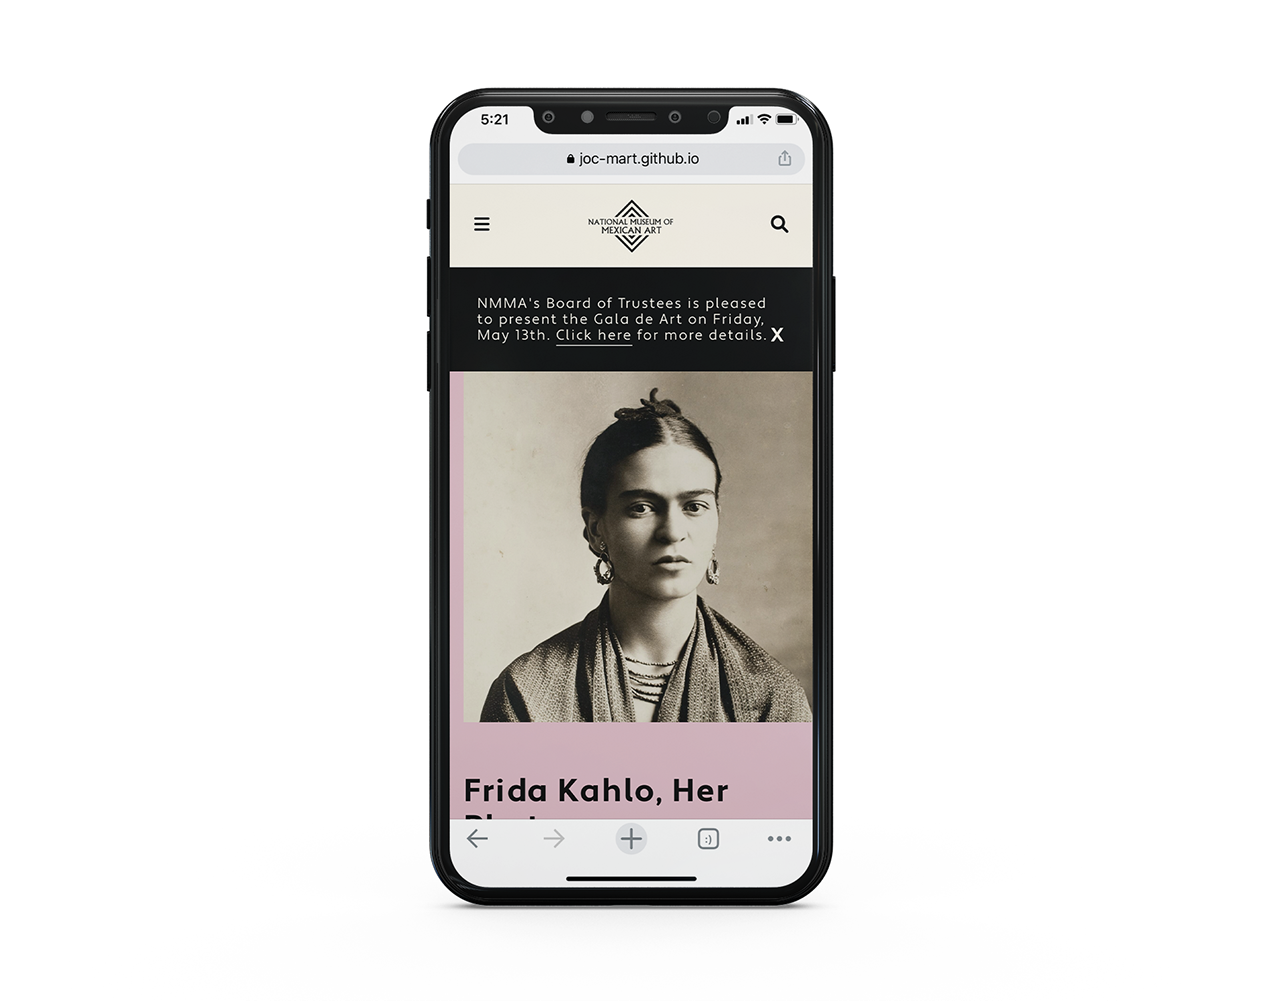 5:21
joc-mart.github.io
NATIONAL MUSEUM OF
MEXICAN ART
NMMA's Board of Trustees is pleased
to present the Gala de Art on Friday,
May 13th. Click here for more details. X
Frida Kahlo, Her
:)